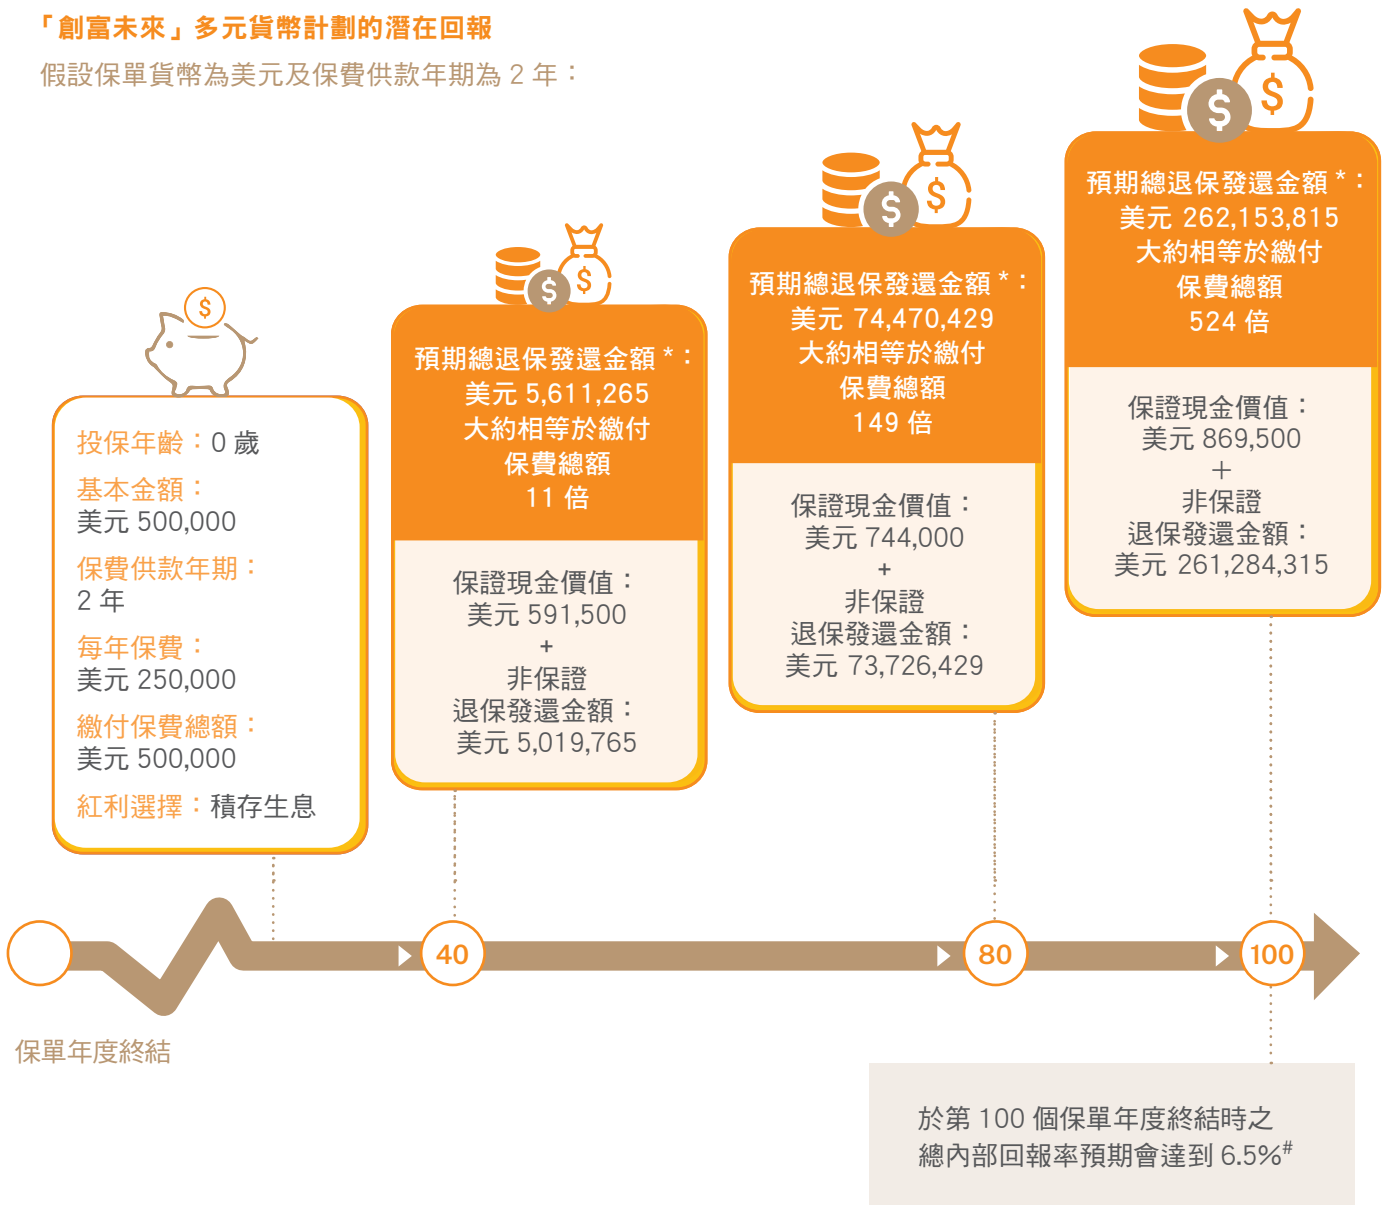 「創富未來」多元貨幣計劃的潛在回報
假設保單貨幣為美元及保費供款年期為 2 年：
$
投保年齡：0 歲
基本金額：
美元 500,000
保費供款年期：
2 年
每年保費：
美元 250,000
繳付保費總額：
美元 500,000
紅利選擇：積存生息
$ $
預期總退保發還金額 *：
美元 5,611,265
大約相等於繳付
保費總額
11 倍
保證現金價值：
美元 591,500
+
非保證
退保發還金額：
美元 5,019,765
$ $
預期總退保發還金額 *：
美元 74,470,429
大約相等於繳付
保費總額
149 倍
保證現金價值：
美元 744,000
+
非保證
退保發還金額：
美元 73,726,429
$ $
預期總退保發還金額 *：
美元 262,153,815
大約相等於繳付
保費總額
524 倍
保證現金價值：
美元 869,500
+
非保證
退保發還金額：
美元 261,284,315
40
80
100
保單年度終結
於第 100 個保單年度終結時之
總內部回報率預期會達到 6.5%#